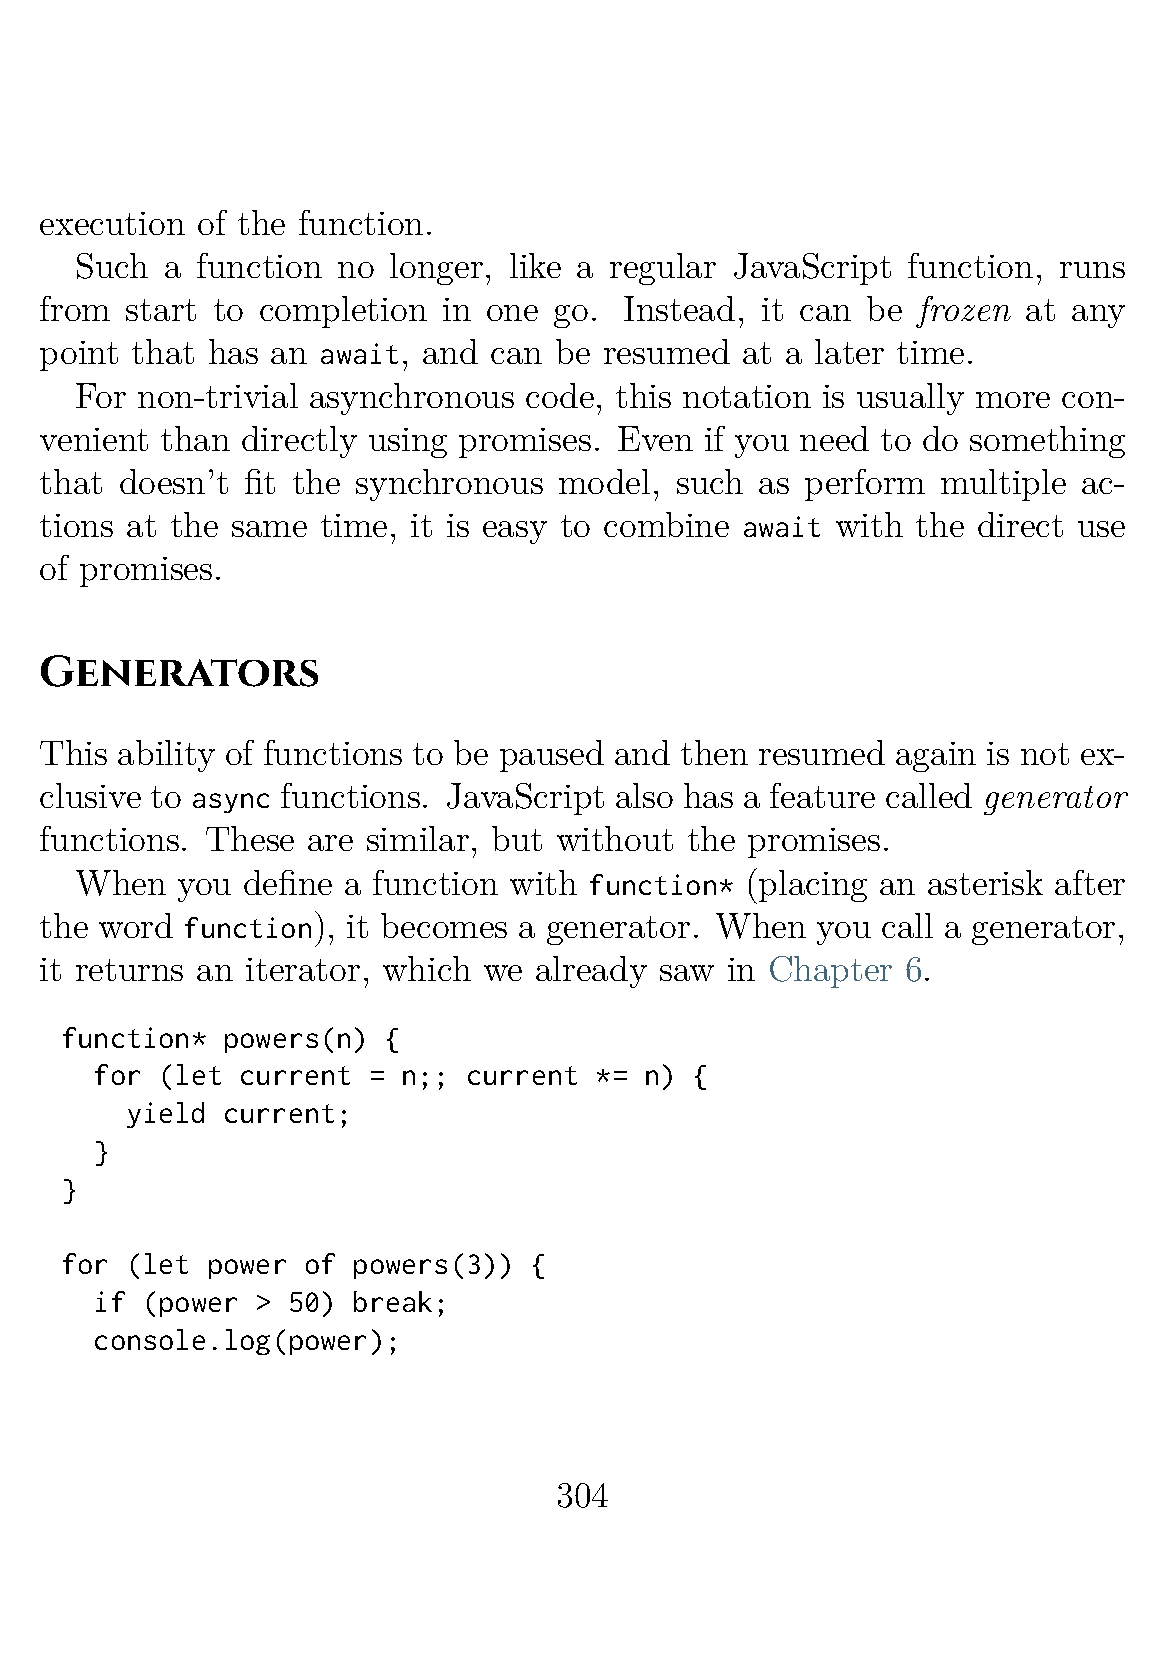 execution of the function.
Such a function no longer, like a regular JavaScript function, runs
from start to completion in one go. Instead, it can be frozen at any
point that has an await, and can be resumed at a later time.
For non-trivial asynchronous code, this notation is usually more con-
venient than directly using promises. Even if you need to do something
that doesn’t fit the synchronous model, such as perform multiple ac-
tions at the same time, it is easy to combine await with the direct use
of promises.
Generators
This ability of functions to be paused and then resumed again is not ex-
clusive to async functions. JavaScript also has a feature called generator
functions. These are similar, but without the promises.
When you define a function with function* (placing an asterisk after
the word function), it becomes a generator. When you call a generator,
it returns an iterator, which we already saw in Chapter 6.
function* powers(n) {
  for (let current = n;; current *= n) {
    yield current;
  }
}
for (let power of powers(3)) {
  if (power > 50) break;
  console.log(power);
304